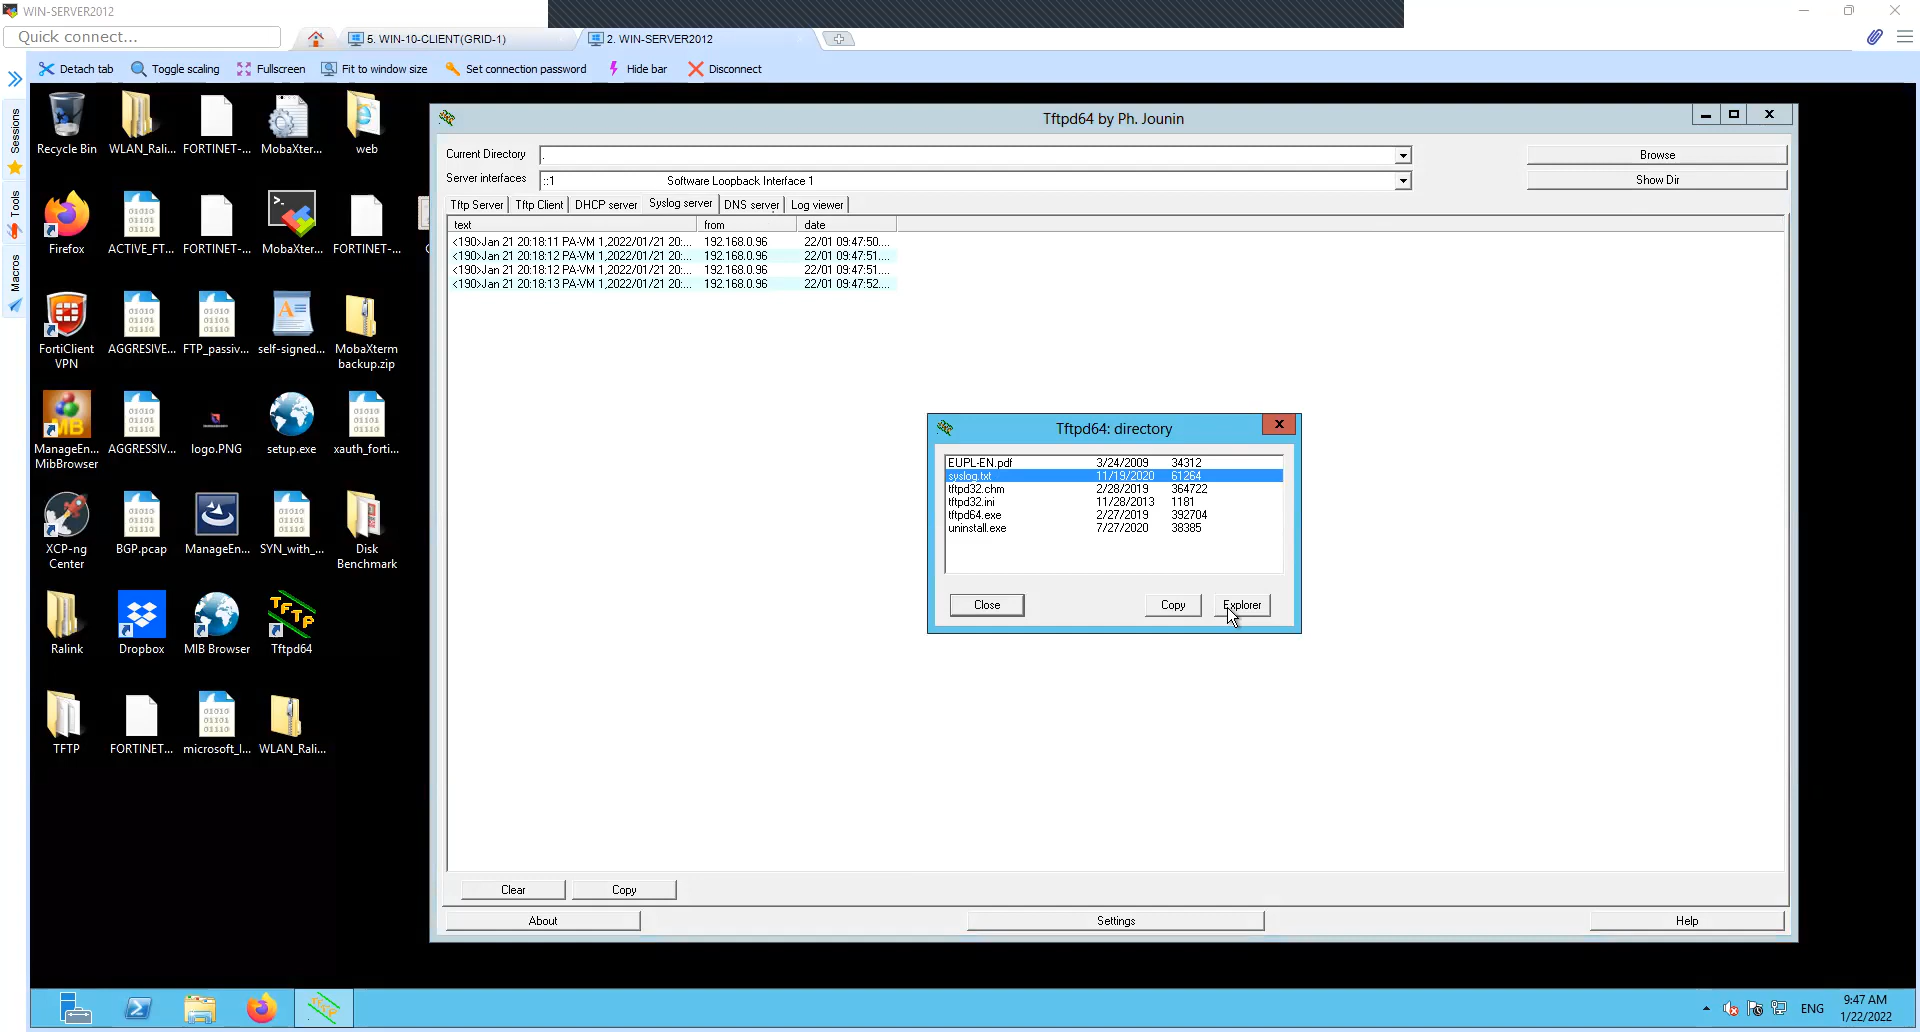 WIN-SERVER2012
Quick connect...
5. WIN-10-CLIENT(GRID-1)
2. WIN-SERVER2012
Detach tab
Toggle scaling
Fullscreen
Fit to window size
Set connection password
Hide bar
Disconnect
Sessions
Tools
Macros
Recycle Bin
WLAN_Rali...
FORTINET-...
MobaXter...
web
Firefox
ACTIVE_FT...
FORTINET-...
MobaXter...
FORTINET-...
FortiClient
VPN
AGGRESIVE...
FTP_passiv...
self-signed...
MobaXterm
backup.zip
ManageEn...
MibBrowser
AGGRESSIV...
logo.PNG
setup.exe
xauth_forti...
XCP-ng
Center
BGP.pcap
ManageEn...
SYN_with_...
Disk
Benchmark
Ralink
Dropbox
MIB Browser
Tftpd64
TFTP
FORTINET...
microsoft_l...
WLAN_Rali...
Tftpd64 by Ph. Jounin
Current Directory
.
Browse
Server interfaces
::1 Software Loopback Interface 1
Show Dir
Tftp Server
Tftp Client
DHCP server
Syslog server
DNS server
Log viewer
text from date
<190>Jan 21 20:18:11 PA-VM 1,2022/01/21 20:... 192.168.0.96 22/01 09:47:50....
<190>Jan 21 20:18:12 PA-VM 1,2022/01/21 20:... 192.168.0.96 22/01 09:47:51....
<190>Jan 21 20:18:12 PA-VM 1,2022/01/21 20:... 192.168.0.96 22/01 09:47:51....
<190>Jan 21 20:18:13 PA-VM 1,2022/01/21 20:... 192.168.0.96 22/01 09:47:52....
Tftpd64: directory
EUPL-EN.pdf 3/24/2009 34312
syslog.txt 11/19/2020 61264
tftpd32.chm 2/28/2019 364722
tftpd32.ini 11/28/2013 1181
tftpd64.exe 2/27/2019 392704
uninstall.exe 7/27/2020 38385
Close
Copy
Explorer
Clear
Copy
About
Settings
Help
ENG
9:47 AM
1/22/2022